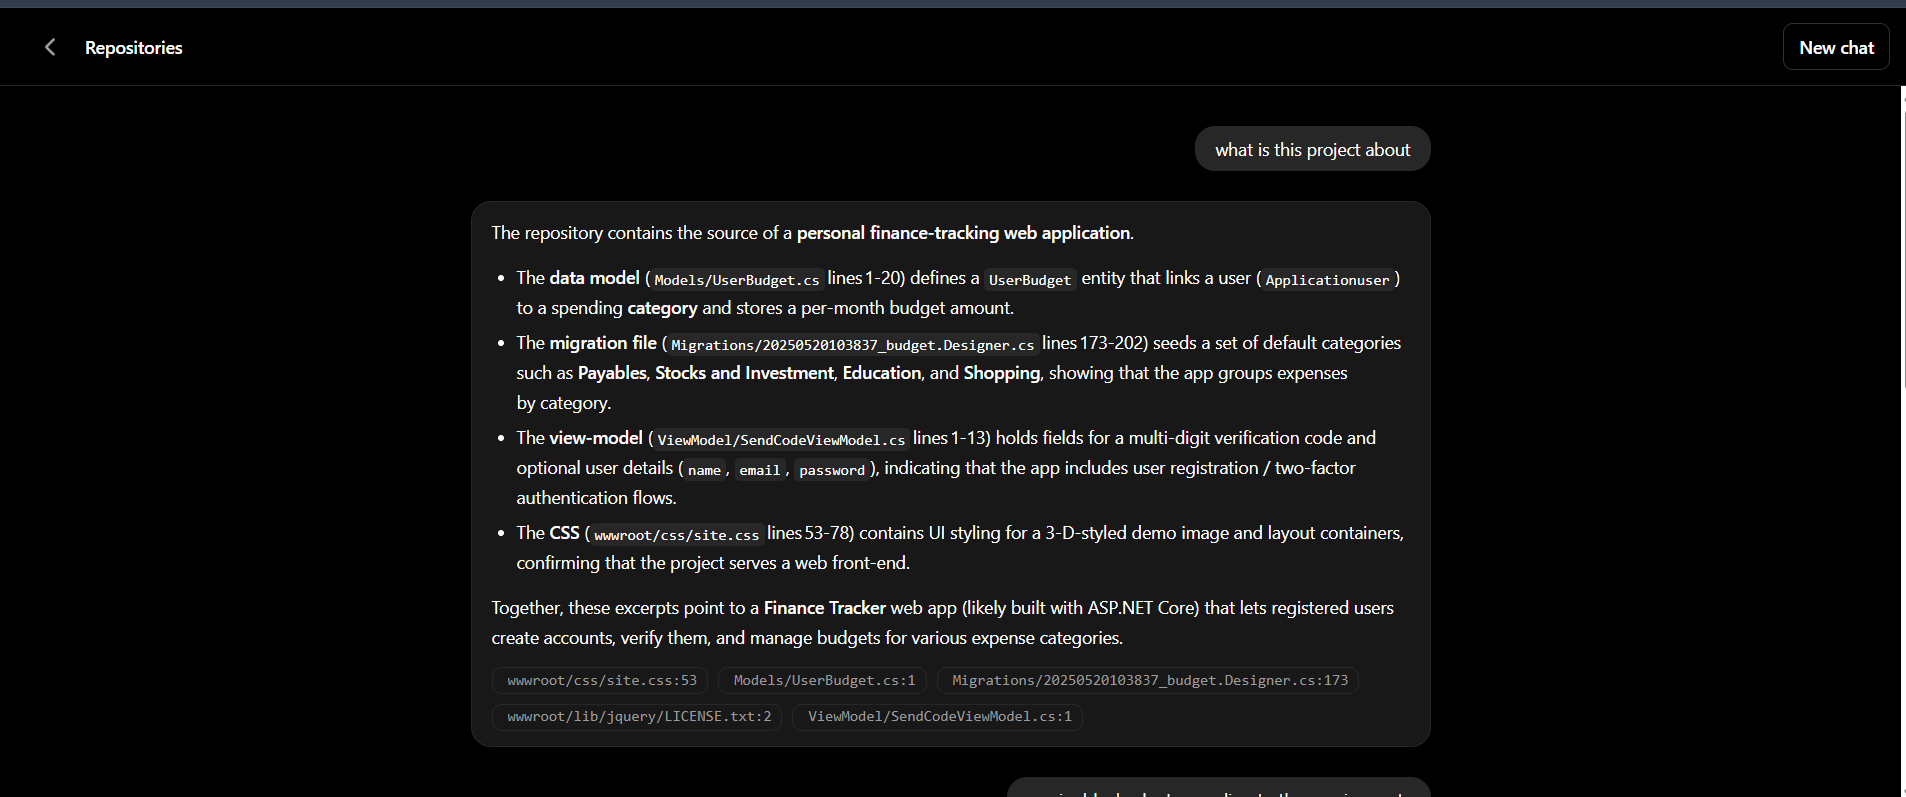 Repositories
New chat
what is this project about
The repository contains the source of a personal finance-tracking web application.
• The data model (Models/UserBudget.cs lines 1-20) defines a UserBudget entity that links a user (Applicationuser)
to a spending category and stores a per-month budget amount.
• The migration file (Migrations/20250520103837_budget.Designer.cs lines 173-202) seeds a set of default categories
such as Payables, Stocks and Investment, Education, and Shopping, showing that the app groups expenses
by category.
• The view-model (ViewModel/SendCodeViewModel.cs lines 1-13) holds fields for a multi-digit verification code and
optional user details (name, email, password), indicating that the app includes user registration / two-factor
authentication flows.
• The CSS (wwwroot/css/site.css lines 53-78) contains UI styling for a 3-D-styled demo image and layout containers,
confirming that the project serves a web front-end.
Together, these excerpts point to a Finance Tracker web app (likely built with ASP.NET Core) that lets registered users
create accounts, verify them, and manage budgets for various expense categories.
wwwroot/css/site.css:53 Models/UserBudget.cs:1 Migrations/20250520103837_budget.Designer.cs:173
wwwroot/lib/jquery/LICENSE.txt:2 ViewModel/SendCodeViewModel.cs:1